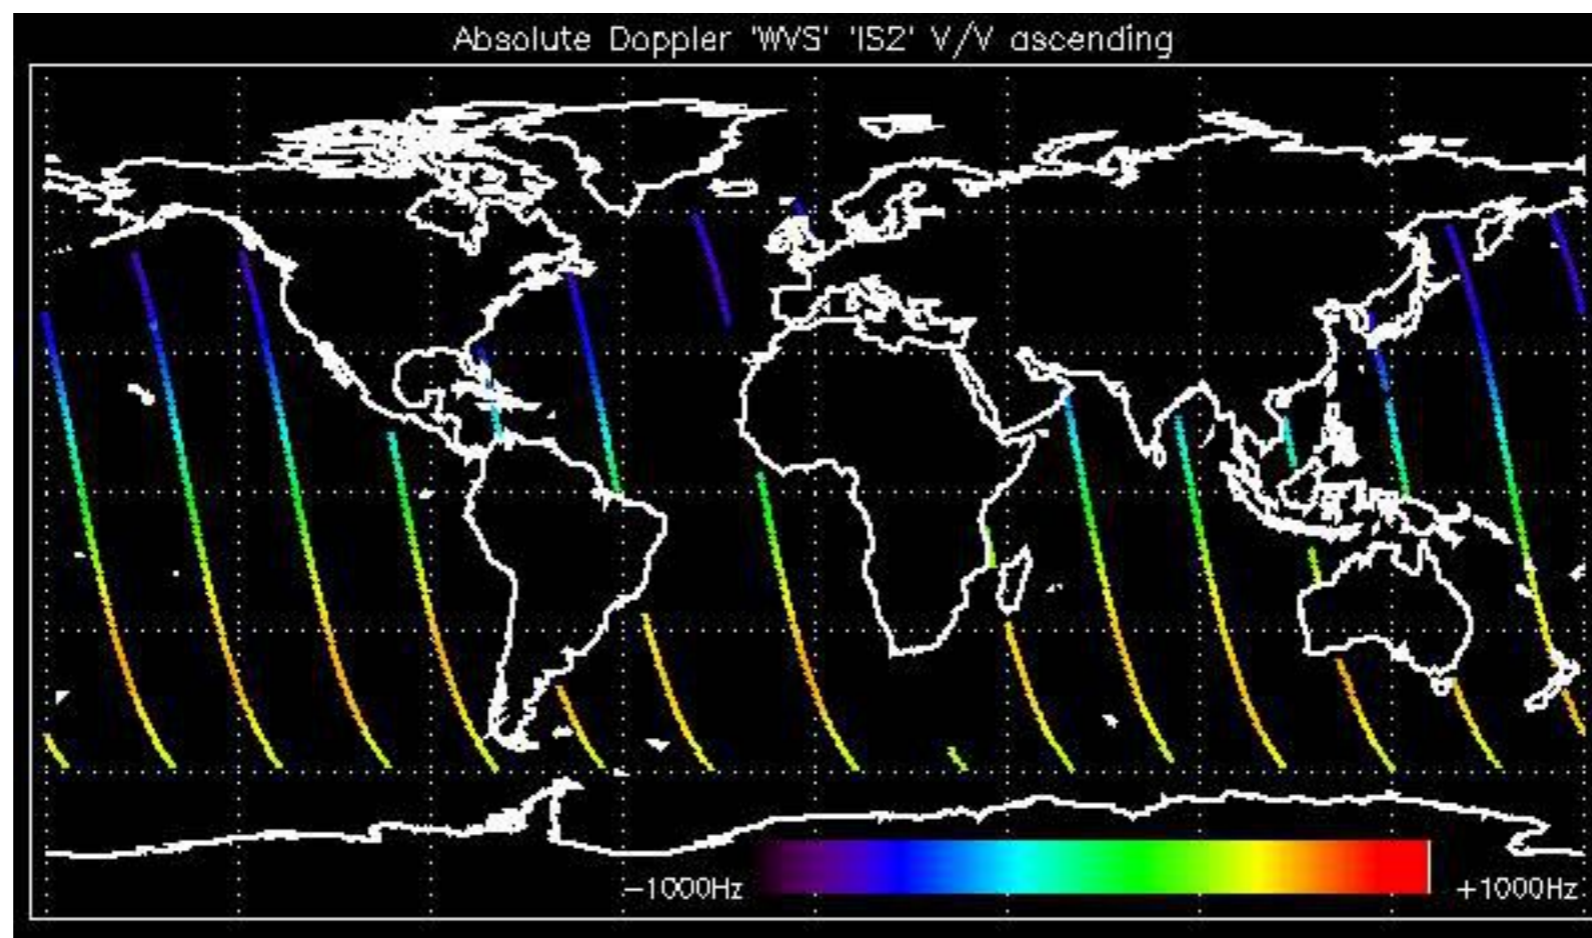 Absolute Doppler 'WVS' 'IS2' V/V ascending
-1000Hz +1000Hz